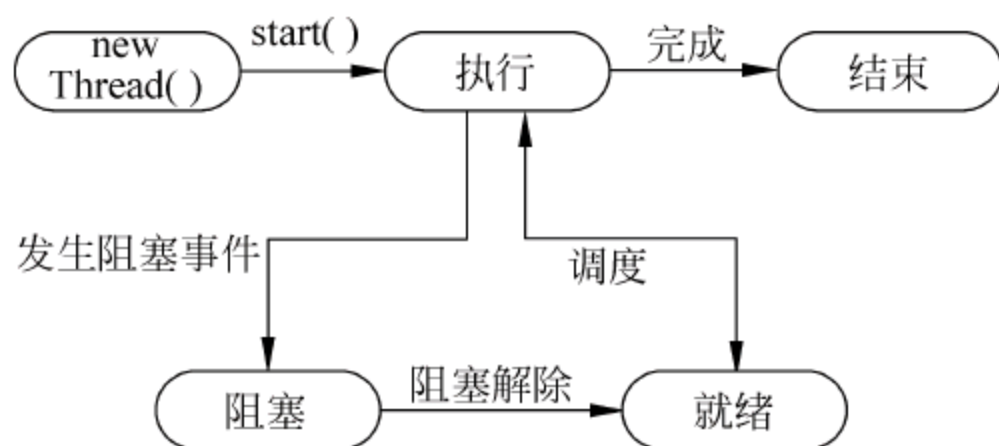 new
Thread( )
start( )
执行
完成
结束
发生阻塞事件
调度
阻塞
阻塞解除
就绪